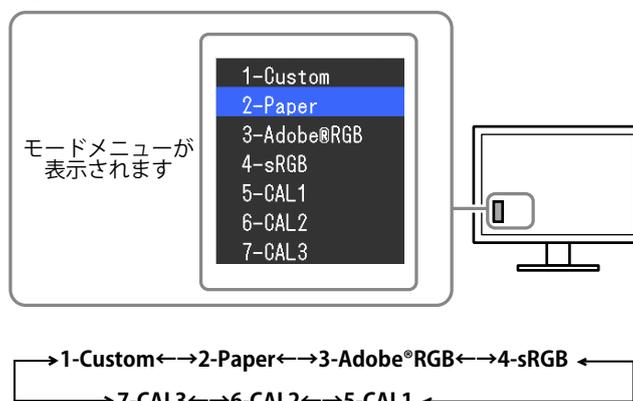 モードメニューが
表示されます
1-Custom
2-Paper
3-Adobe®RGB
4-sRGB
5-CAL1
6-CAL2
7-CAL3
→1-Custom←→2-Paper←→3-Adobe®RGB←→4-sRGB←
→7-CAL3←→6-CAL2←→5-CAL1←